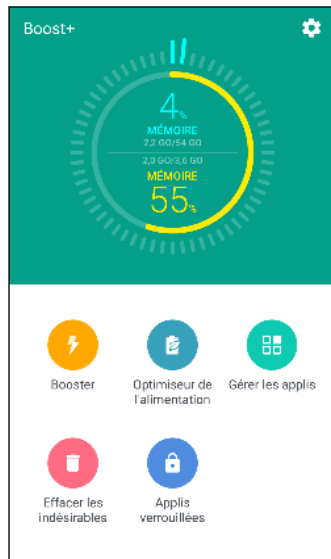 Boost+
4%
MÉMOIRE
2,2 GO/54 GO
2,0 GO/3,6 GO
MÉMOIRE
55%
Booster
Optimiseur de
l'alimentation
Gérer les applis
Effacer les
indésirables
Applis
verrouillées